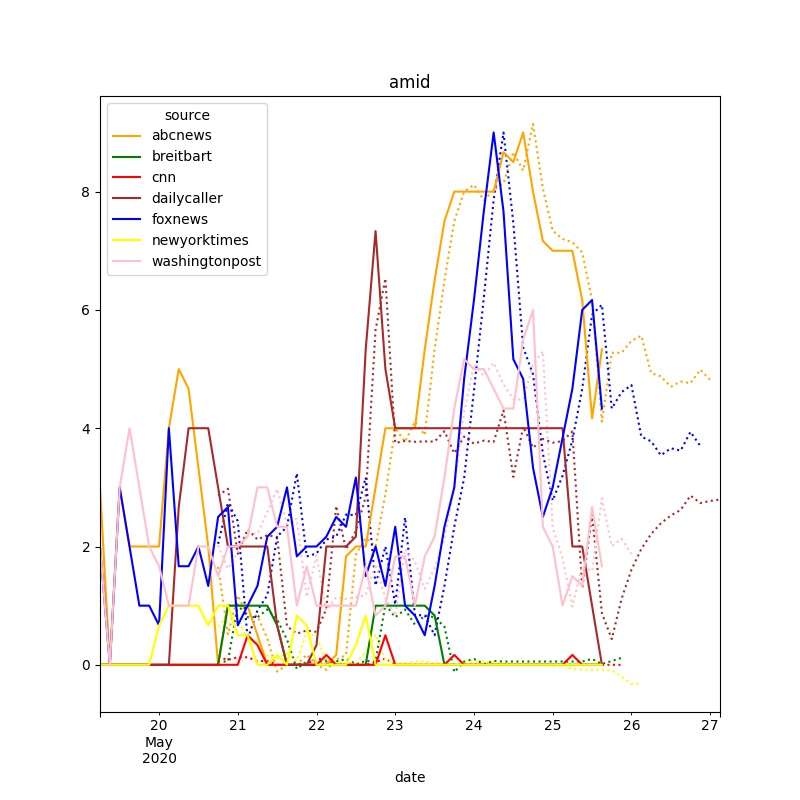 amid
source
abcnews
breitbart
cnn
dailycaller
foxnews
newyorktimes
washingtonpost
8
6
4
2
0
20 21 22 23 24 25 26 27
May
2020
date